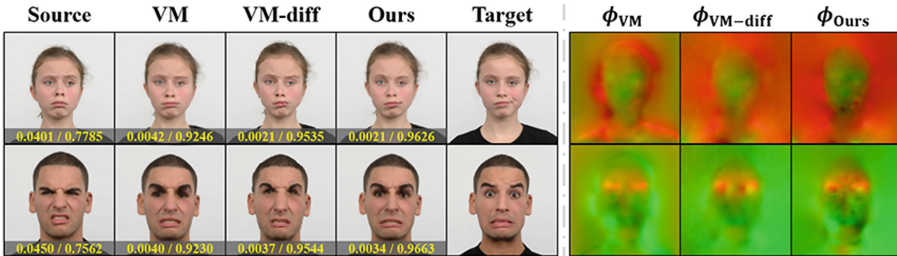 Source VM VM-diff Ours Target ϕVM ϕVM−diff ϕOurs
0.0401 / 0.7785 0.0042 / 0.9246 0.0021 / 0.9535 0.0021 / 0.9626
0.0450 / 0.7562 0.0040 / 0.9230 0.0037 / 0.9544 0.0034 / 0.9663